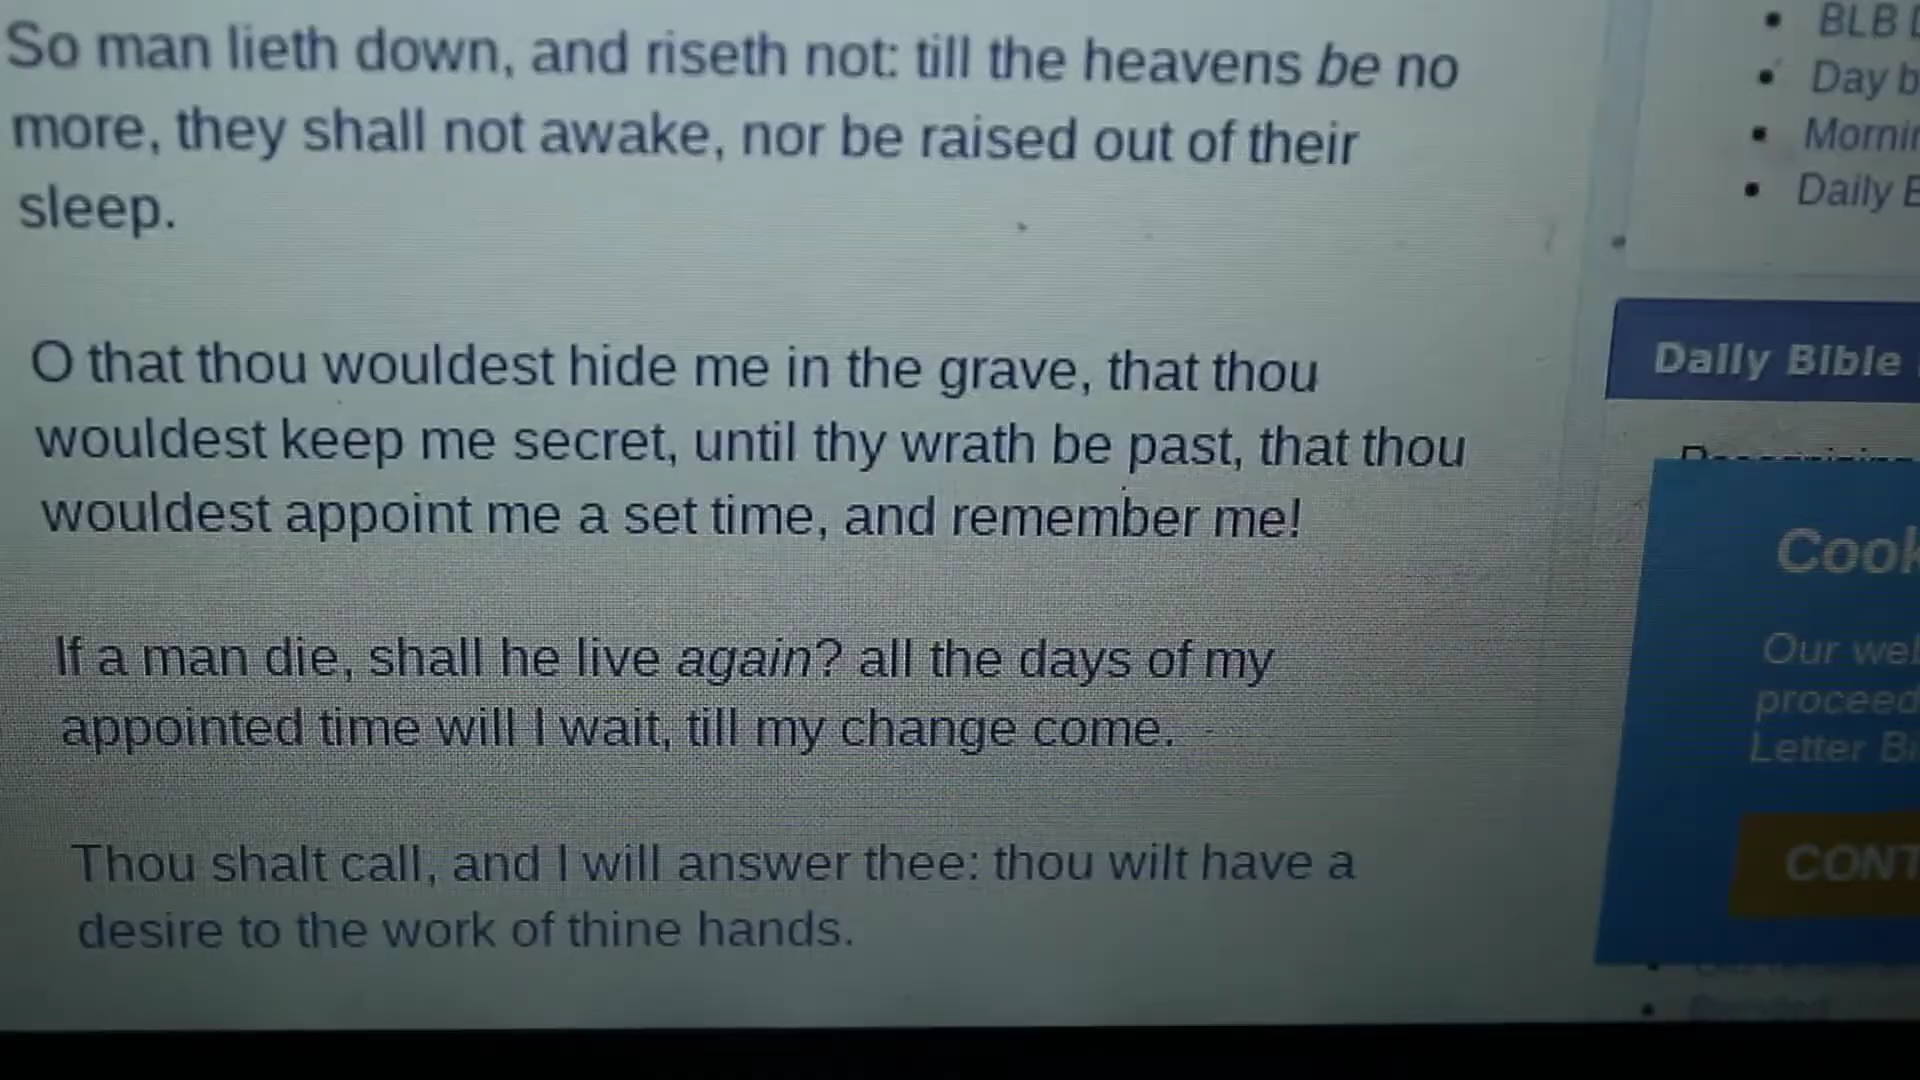 So man lieth down, and riseth not: till the heavens be no
more, they shall not awake, nor be raised out of their
sleep.
O that thou wouldest hide me in the grave, that thou
wouldest keep me secret, until thy wrath be past, that thou
wouldest appoint me a set time, and remember me!
If a man die, shall he live again? all the days of my
appointed time will I wait, till my change come.
Thou shalt call, and I will answer thee: thou wilt have a
desire to the work of thine hands.
BLB
Day
Daily
Daily Bible
Our
Letter